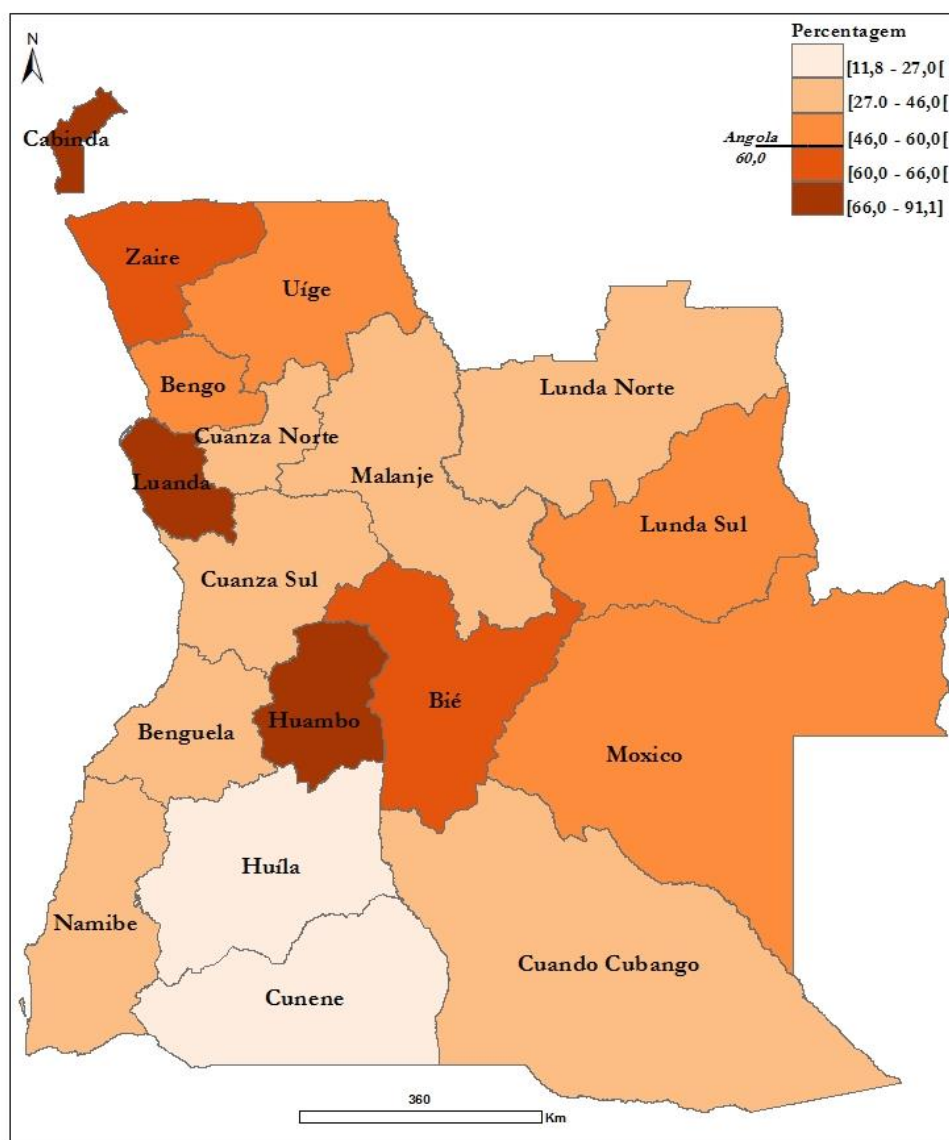 Percentagem
N
[11,8 - 27,0[
[27.0 - 46,0[
[46,0 - 60,0[
Angola
60,0
[60,0 - 66,0[
[66,0 - 91,1]
Cabinda
Zaire
Uíge
Bengo
Lunda Norte
Cuanza Norte
Malanje
Luanda
Lunda Sul
Cuanza Sul
Bié
Huambo
Benguela
Moxico
Huíla
Namibe
Cuando Cubango
Cunene
360
Km